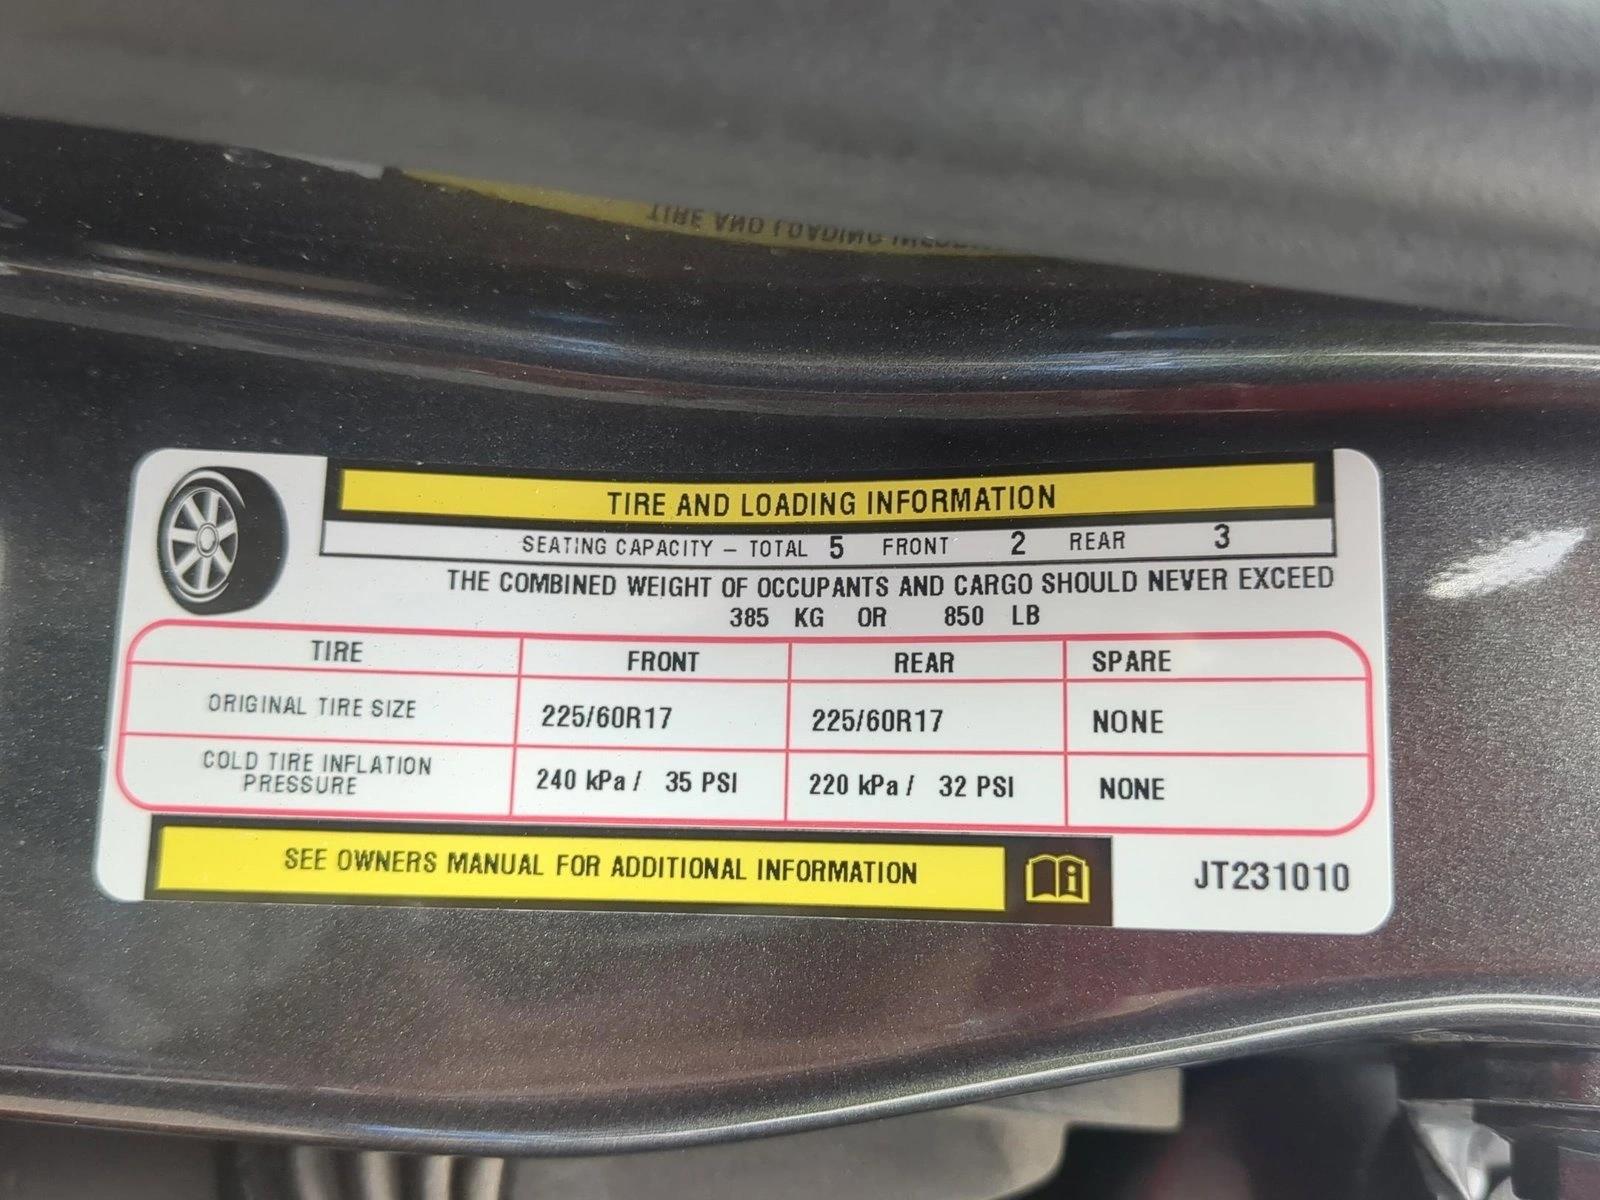 TIRE AND LOADING
TIRE AND LOADING INFORMATION
SEATING CAPACITY – TOTAL 5 FRONT 2 REAR 3
THE COMBINED WEIGHT OF OCCUPANTS AND CARGO SHOULD NEVER EXCEED
385 KG OR 850 LB
TIRE FRONT REAR SPARE
ORIGINAL TIRE SIZE 225/60R17 225/60R17 NONE
COLD TIRE INFLATION
PRESSURE 240 kPa / 35 PSI 220 kPa / 32 PSI NONE
SEE OWNERS MANUAL FOR ADDITIONAL INFORMATION
JT231010